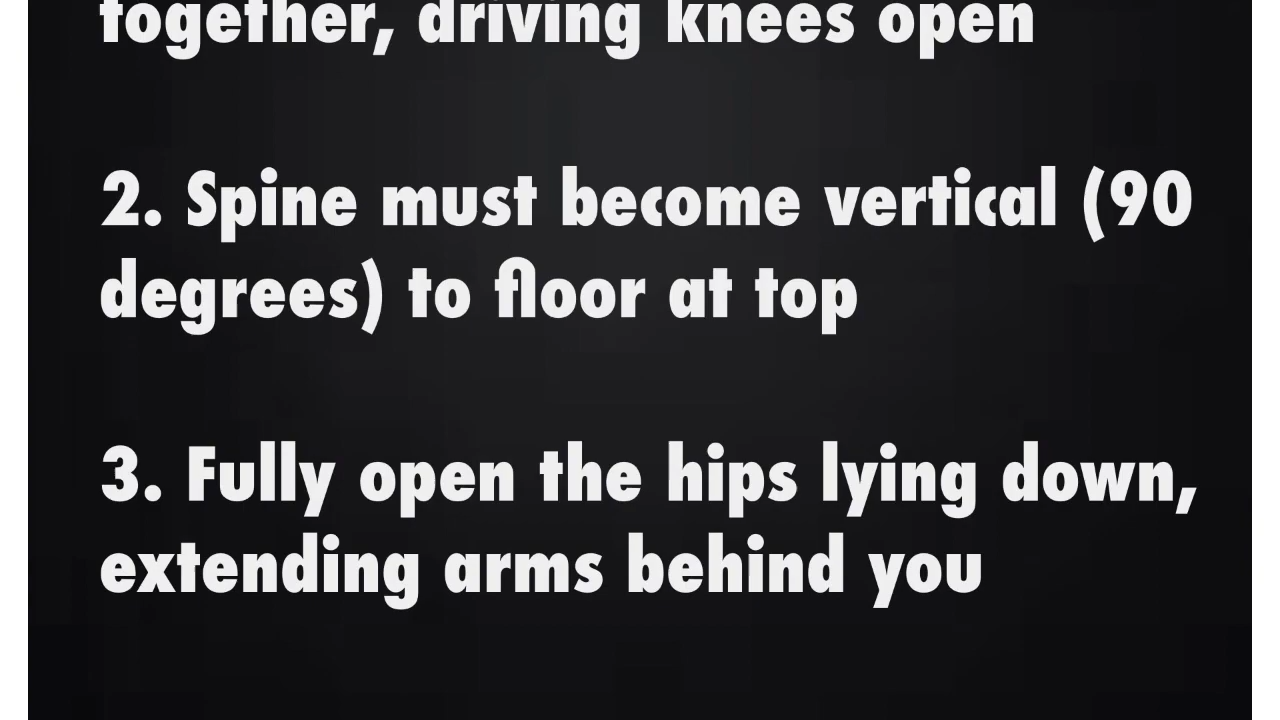 together, driving knees open
2. Spine must become vertical (90
degrees) to floor at top
3. Fully open the hips lying down,
extending arms behind you